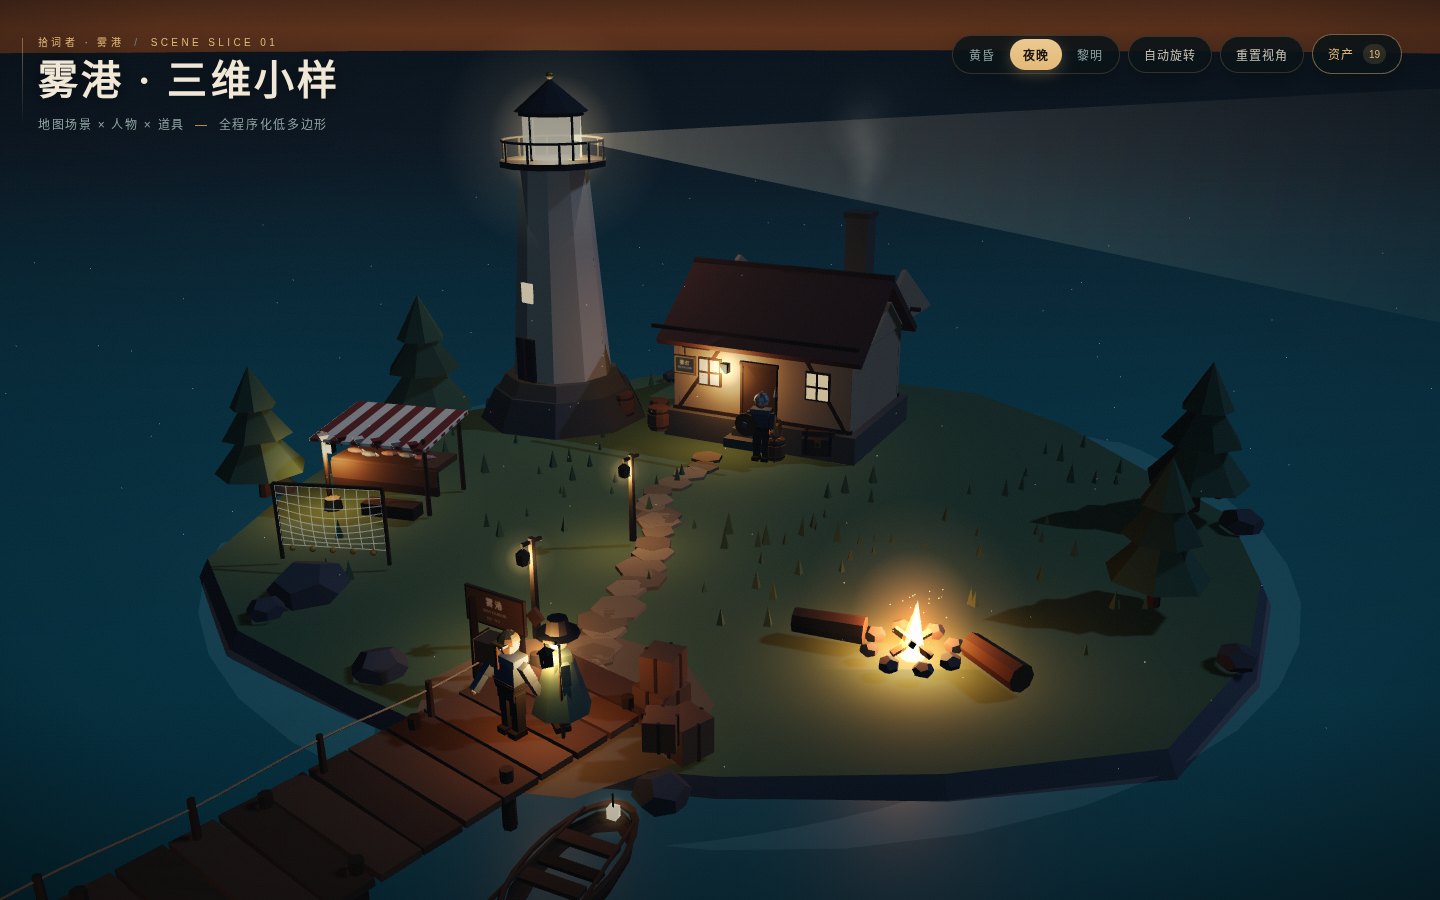 拾词者 · 雾港 / SCENE SLICE 01
雾港 · 三维小样
地图场景 × 人物 × 道具 — 全程序化低多边形
黄昏 夜晚 黎明 自动旋转 重置视角 资产 19
雾港